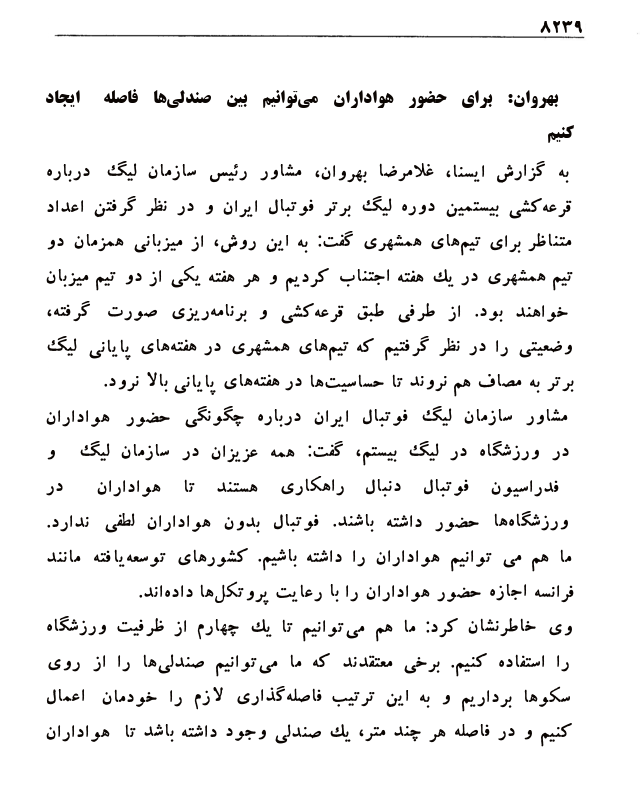 ۸۲۳۹
بهروان: برای حضور هواداران می‌توانیم بین صندلی‌ها فاصله ایجاد
کنیم
به گزارش ایسنا، غلامرضا بهروان، مشاور رئیس سازمان لیگ درباره
قرعه‌کشی بیستمین دوره لیگ برتر فوتبال ایران و در نظر گرفتن اعداد
متناظر برای تیم‌های همشهری گفت: به این روش، از میزبانی همزمان دو
تیم همشهری در یك هفته اجتناب کردیم و هر هفته یکی از دو تیم میزبان
خواهند بود. از طرفی طبق قرعه‌کشی و برنامه‌ریزی صورت گرفته،
وضعیتی را در نظر گرفتیم که تیم‌های همشهری در هفته‌های پایانی لیگ
برتر به مصاف هم نروند تا حساسیت‌ها در هفته‌های پایانی بالا نرود.
مشاور سازمان لیگ فوتبال ایران درباره چگونگی حضور هواداران
در ورزشگاه در لیگ بیستم، گفت: همه عزیزان در سازمان لیگ و
فدراسیون فوتبال دنبال راهکاری هستند تا هواداران در
ورزشگاه‌ها حضور داشته باشند. فوتبال بدون هواداران لطفی ندارد.
ما هم می توانیم هواداران را داشته باشیم. کشورهای توسعه‌یافته مانند
فرانسه اجازه حضور هواداران را با رعایت پروتکل‌ها داده‌اند.
وی خاطرنشان کرد: ما هم می‌توانیم تا یك چهارم از ظرفیت ورزشگاه
را استفاده کنیم. برخی معتقدند که ما می‌توانیم صندلی‌ها را از روی
سکوها برداریم و به این ترتیب فاصله‌گذاری لازم را خودمان اعمال
کنیم و در فاصله هر چند متر، یك صندلی وجود داشته باشد تا هواداران